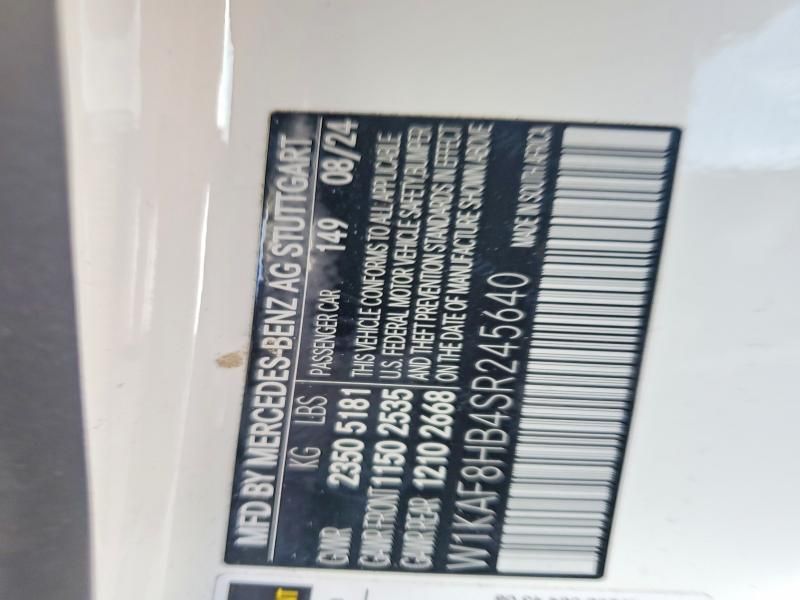 MFD BY MERCEDES-BENZ AG STUTTGART
KG LBS PASSENGER CAR 149 08/24
GVWR 2350 5181 THIS VEHICLE CONFORMS TO ALL APPLICABLE
GAWR FRONT 1150 2535 U.S. FEDERAL MOTOR VEHICLE SAFETY, BUMPER
GAWR REAR 1210 2668 AND THEFT PREVENTION STANDARDS IN EFFECT
ON THE DATE OF MANUFACTURE SHOWN ABOVE
W1KAF8HB4SR245640 MADE IN SOUTH AFRICA